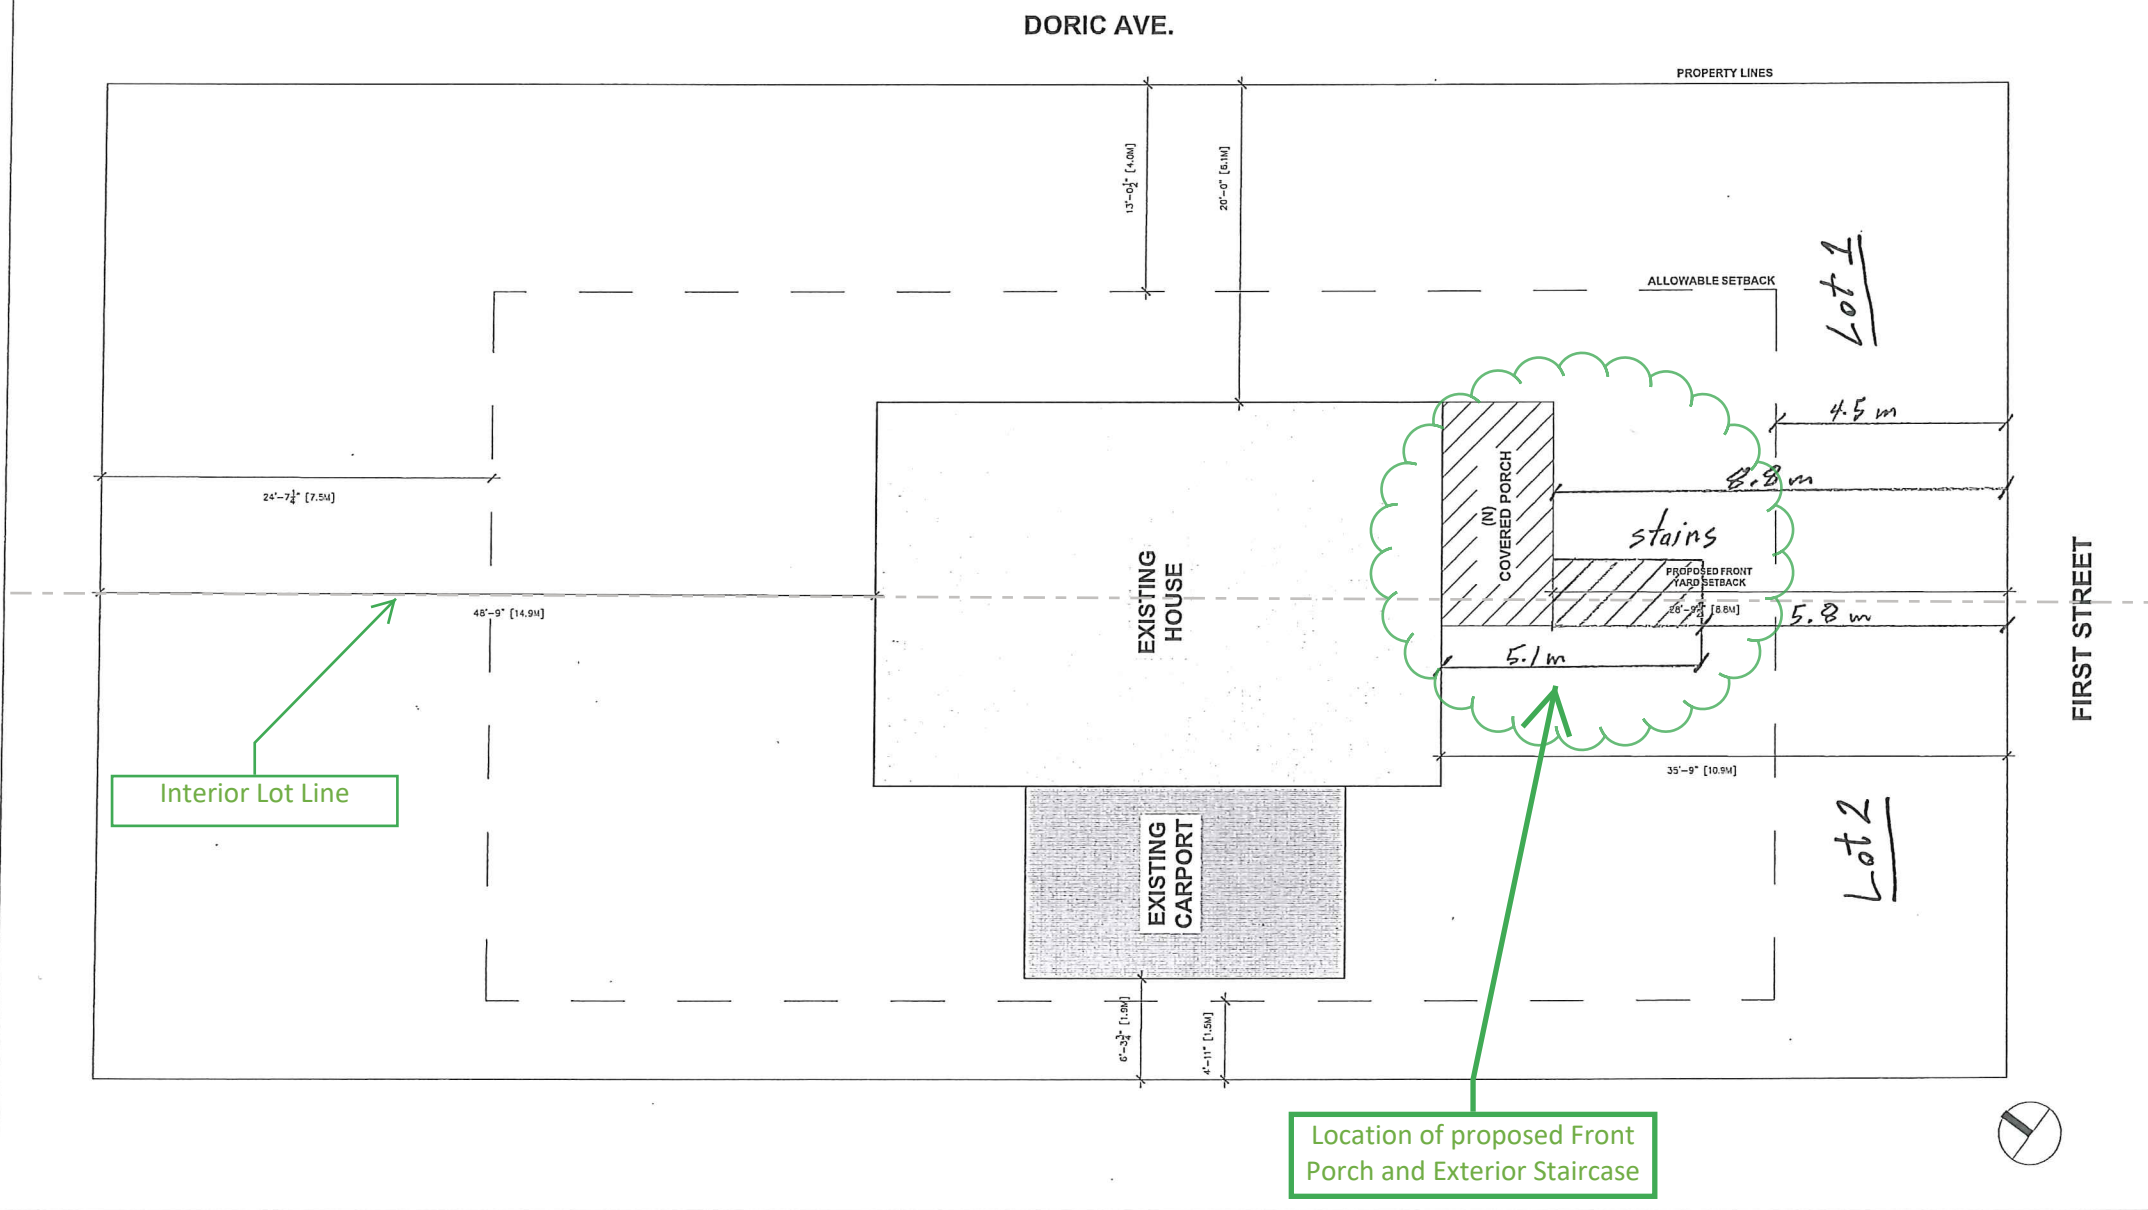 DORIC AVE.
PROPERTY LINES
13'-0½" [4.0M]
20'-0" [6.1M]
ALLOWABLE SETBACK
Lot 1
4.5 m
24'-7¼" [7.5M]
8.8 m
(N)
COVERED PORCH
stains
PROPOSED FRONT
YARD SETBACK
[8.8M]
EXISTING
HOUSE
48'-9" [14.9M]
5.8 m
FIRST STREET
5.1 m
35'-9" [10.9M]
Interior Lot Line
Lot 2
EXISTING
CARPORT
6'-3¾" [1.9M]
4'-11" [1.5M]
Location of proposed Front
Porch and Exterior Staircase